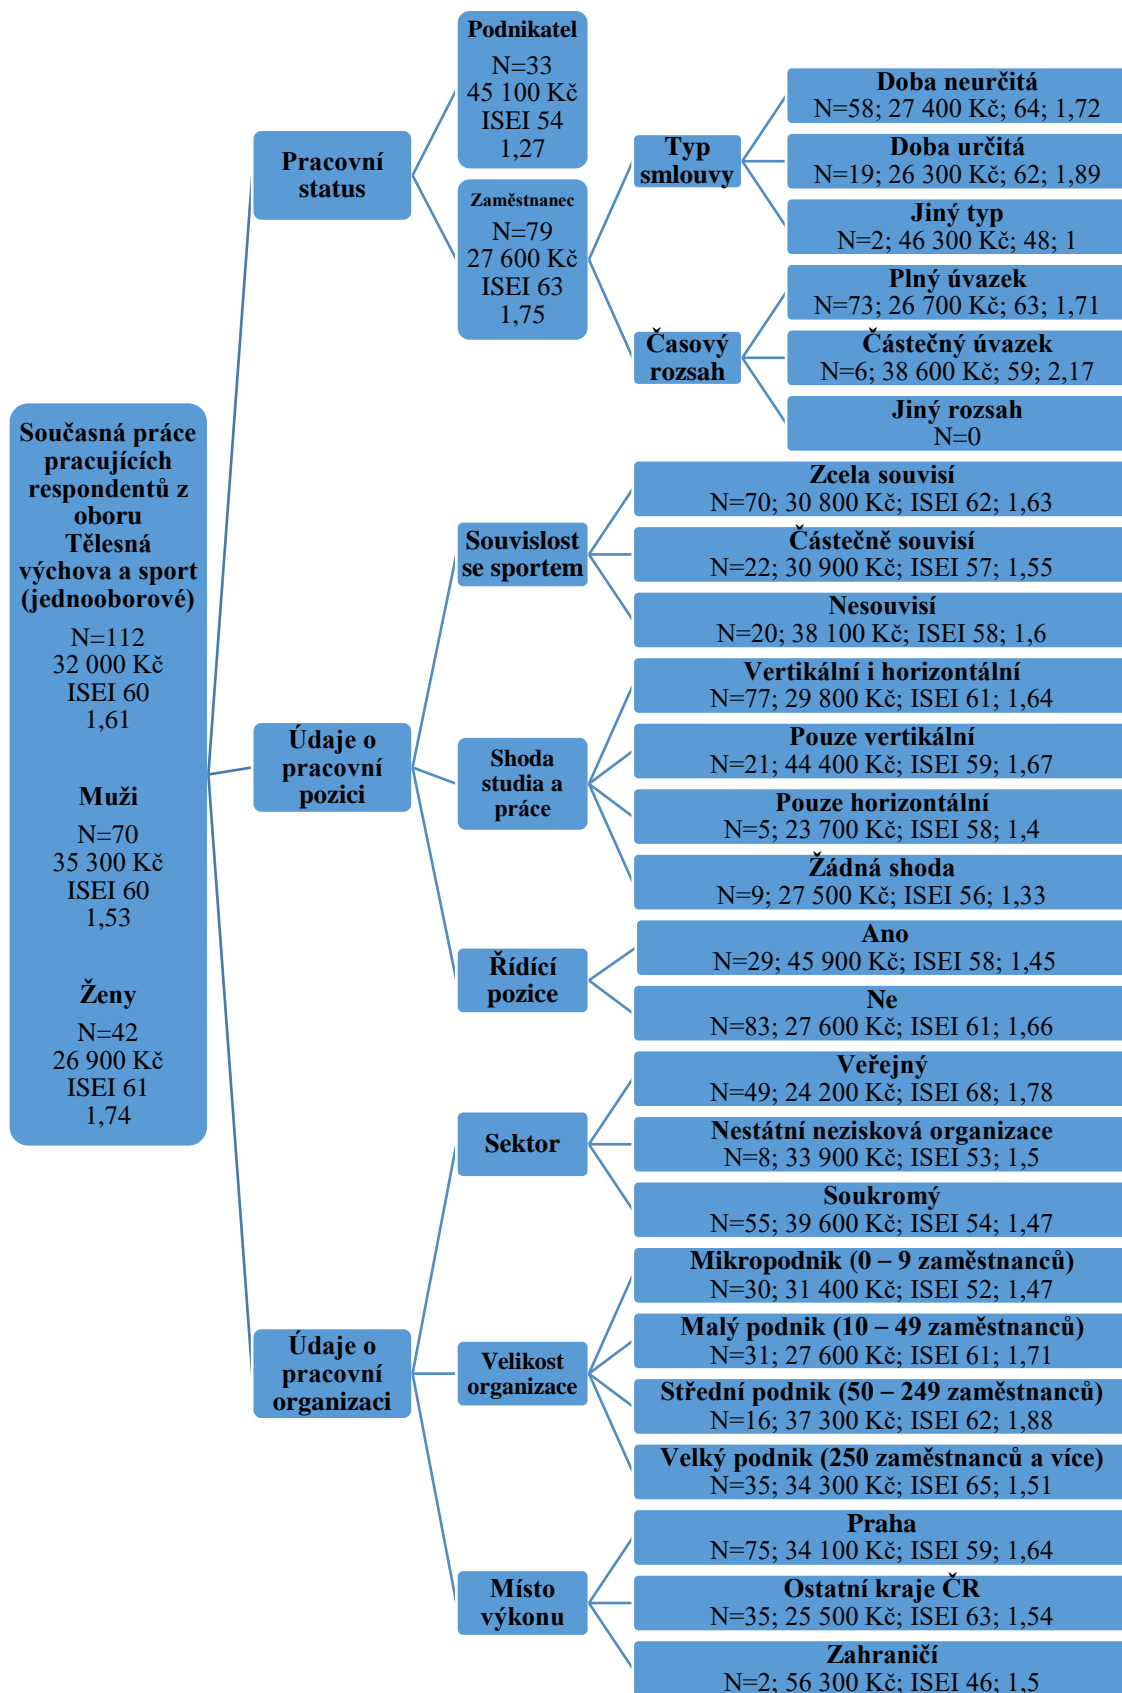 Současná práce
pracujících
respondentů z
oboru
Tělesná
výchova a sport
(jednooborové)
N=112
32 000 Kč
ISEI 60
1,61
Muži
N=70
35 300 Kč
ISEI 60
1,53
Ženy
N=42
26 900 Kč
ISEI 61
1,74
Pracovní
status
Podnikatel
N=33
45 100 Kč
ISEI 54
1,27
Zaměstnanec
N=79
27 600 Kč
ISEI 63
1,75
Typ
smlouvy
Doba neurčitá
N=58; 27 400 Kč; 64; 1,72
Doba určitá
N=19; 26 300 Kč; 62; 1,89
Jiný typ
N=2; 46 300 Kč; 48; 1
Časový
rozsah
Plný úvazek
N=73; 26 700 Kč; 63; 1,71
Částečný úvazek
N=6; 38 600 Kč; 59; 2,17
Jiný rozsah
N=0
Údaje o
pracovní
pozici
Souvislost
se sportem
Zcela souvisí
N=70; 30 800 Kč; ISEI 62; 1,63
Částečně souvisí
N=22; 30 900 Kč; ISEI 57; 1,55
Nesouvisí
N=20; 38 100 Kč; ISEI 58; 1,6
Shoda
studia a
práce
Vertikální i horizontální
N=77; 29 800 Kč; ISEI 61; 1,64
Pouze vertikální
N=21; 44 400 Kč; ISEI 59; 1,67
Pouze horizontální
N=5; 23 700 Kč; ISEI 58; 1,4
Žádná shoda
N=9; 27 500 Kč; ISEI 56; 1,33
Řídící
pozice
Ano
N=29; 45 900 Kč; ISEI 58; 1,45
Ne
N=83; 27 600 Kč; ISEI 61; 1,66
Údaje o
pracovní
organizaci
Sektor
Veřejný
N=49; 24 200 Kč; ISEI 68; 1,78
Nestátní nezisková organizace
N=8; 33 900 Kč; ISEI 53; 1,5
Soukromý
N=55; 39 600 Kč; ISEI 54; 1,47
Velikost
organizace
Mikropodnik (0 – 9 zaměstnanců)
N=30; 31 400 Kč; ISEI 52; 1,47
Malý podnik (10 – 49 zaměstnanců)
N=31; 27 600 Kč; ISEI 61; 1,71
Střední podnik (50 – 249 zaměstnanců)
N=16; 37 300 Kč; ISEI 62; 1,88
Velký podnik (250 zaměstnanců a více)
N=35; 34 300 Kč; ISEI 65; 1,51
Místo
výkonu
Praha
N=75; 34 100 Kč; ISEI 59; 1,64
Ostatní kraje ČR
N=35; 25 500 Kč; ISEI 63; 1,54
Zahraničí
N=2; 56 300 Kč; ISEI 46; 1,5